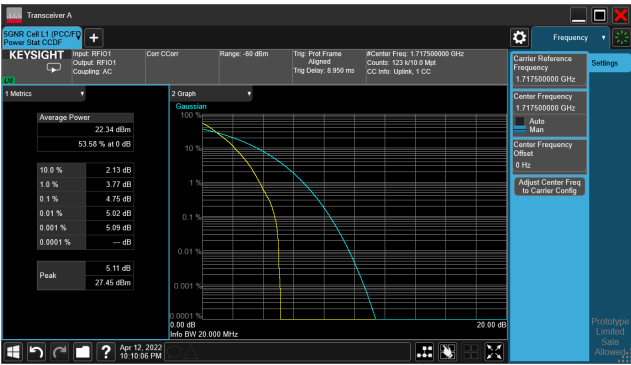 Transceiver A
5GNR Cell L1 (PCC/FD
Power Stat CCDF
Frequency
KEYSIGHT
Input: RFIO1
Output: RFIO1
Coupling: AC
Corr CCorr
Range: -60 dBm
Trig: Prot Frame
Aligned
Trig Delay: 8.950 ms
#Center Freq: 1.717500000 GHz
Counts: 123 k/10.0 Mpt
CC Info: Uplink, 1 CC
LXI
1 Metrics
Average Power
22.34 dBm
53.58 % at 0 dB
10.0 % 2.13 dB
1.0 % 3.77 dB
0.1 % 4.75 dB
0.01 % 5.02 dB
0.001 % 5.09 dB
0.0001 % --- dB
Peak
5.11 dB
27.45 dBm
2 Graph
Gaussian
100 %
10 %
1 %
0.1 %
0.01 %
0.001 %
0.0001 %
0.00 dB
20.00 dB
Info BW 20.000 MHz
Carrier Reference
Frequency
1.717500000 GHz
Center Frequency
1.717500000 GHz
Auto
Man
Center Frequency
Offset
0 Hz
Adjust Center Freq
to Carrier Config
Settings
Prototype
Limited
Sale
Allowed
?
Apr 12, 2022
10:10:06 PM